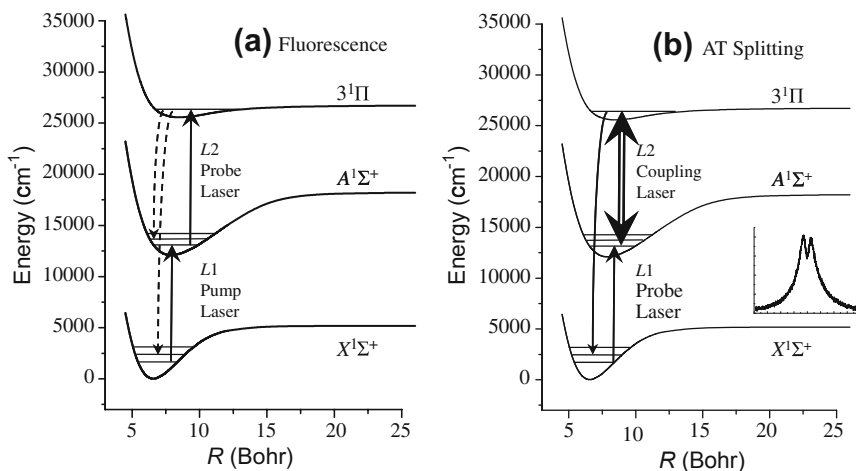 (a) Fluorescence
35000
30000
25000
20000
15000
10000
5000
0
Energy (cm⁻¹)
3¹Π
L2
Probe
Laser
A¹Σ⁺
L1
Pump
Laser
X¹Σ⁺
5 10 15 20 25
R (Bohr)
(b) AT Splitting
35000
30000
25000
20000
15000
10000
5000
0
Energy (cm⁻¹)
3¹Π
L2
Coupling
Laser
A¹Σ⁺
L1
Probe
Laser
X¹Σ⁺
5 10 15 20 25
R (Bohr)